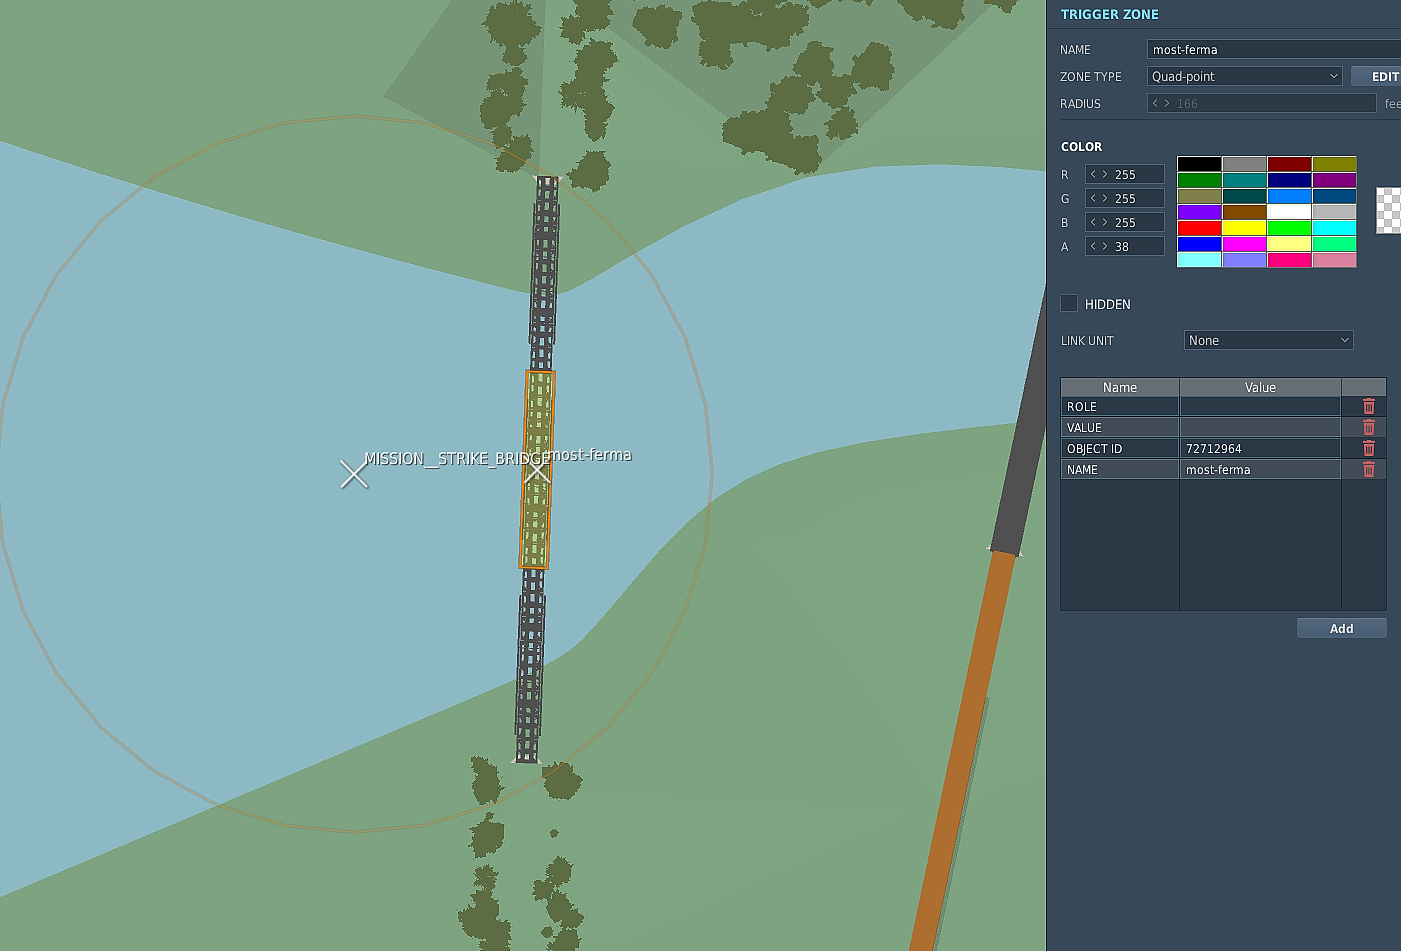 TRIGGER ZONE
NAME most-ferma
ZONE TYPE Quad-point EDIT
RADIUS < > 166 fee
COLOR
R < > 255
G < > 255
B < > 255
A < > 38
HIDDEN
LINK UNIT None
Name Value
ROLE
VALUE
OBJECT ID 72712964
NAME most-ferma
Add
MISSION__STRIKE_BRIDGE
most-ferma